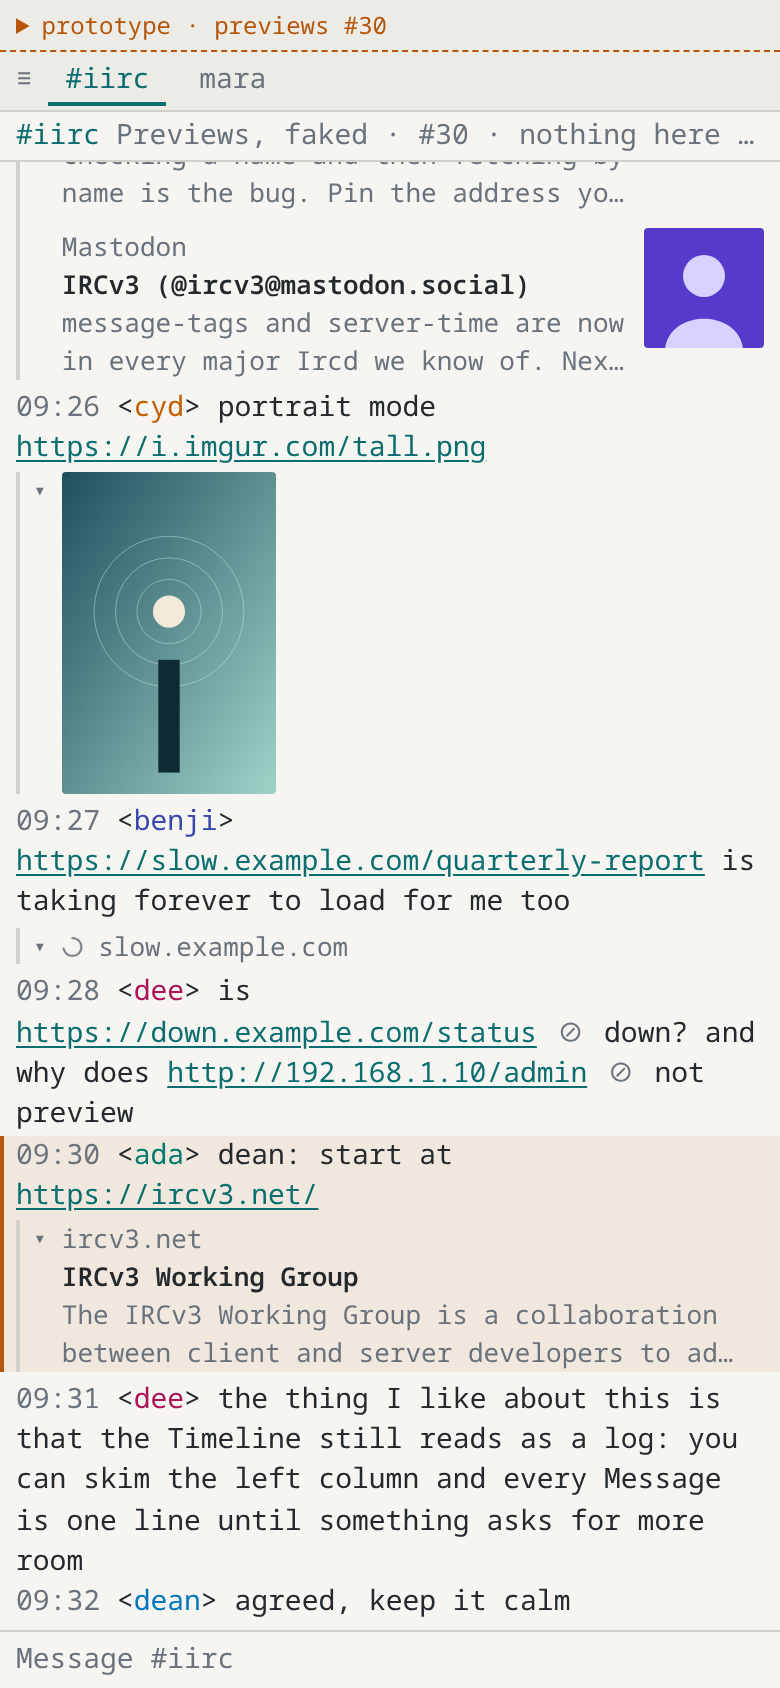 prototype · previews #30
≡ #iirc mara
#iirc Previews, faked · #30 · nothing here …
checking a name and then fetching by
name is the bug. Pin the address yo…
Mastodon
IRCv3 (@ircv3@mastodon.social)
message-tags and server-time are now
in every major Ircd we know of. Nex…
09:26 <cyd> portrait mode
https://i.imgur.com/tall.png
09:27 <benji>
https://slow.example.com/quarterly-report is
taking forever to load for me too
slow.example.com
09:28 <dee> is
https://down.example.com/status ⊘ down? and
why does http://192.168.1.10/admin ⊘ not
preview
09:30 <ada> dean: start at
https://ircv3.net/
ircv3.net
IRCv3 Working Group
The IRCv3 Working Group is a collaboration
between client and server developers to ad…
09:31 <dee> the thing I like about this is
that the Timeline still reads as a log: you
can skim the left column and every Message
is one line until something asks for more
room
09:32 <dean> agreed, keep it calm
Message #iirc